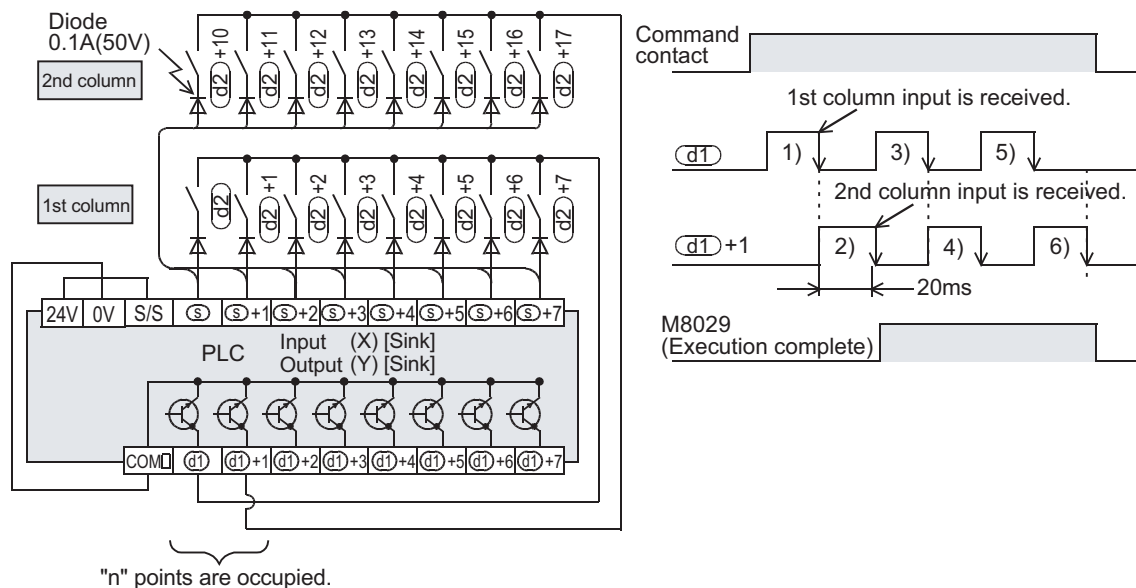 Diode
0.1A(50V)
2nd column
d2 +10
d2 +11
d2 +12
d2 +13
d2 +14
d2 +15
d2 +16
d2 +17
1st column
d2
d2 +1
d2 +2
d2 +3
d2 +4
d2 +5
d2 +6
d2 +7
24V 0V S/S S S+1 S+2 S+3 S+4 S+5 S+6 S+7
PLC
Input (X) [Sink]
Output (Y) [Sink]
COM□ d1 d1+1 d1+2 d1+3 d1+4 d1+5 d1+6 d1+7
"n" points are occupied.
Command
contact
1st column input is received.
d1 1) 3) 5)
2nd column input is received.
d1 +1 2) 4) 6)
20ms
M8029
(Execution complete)